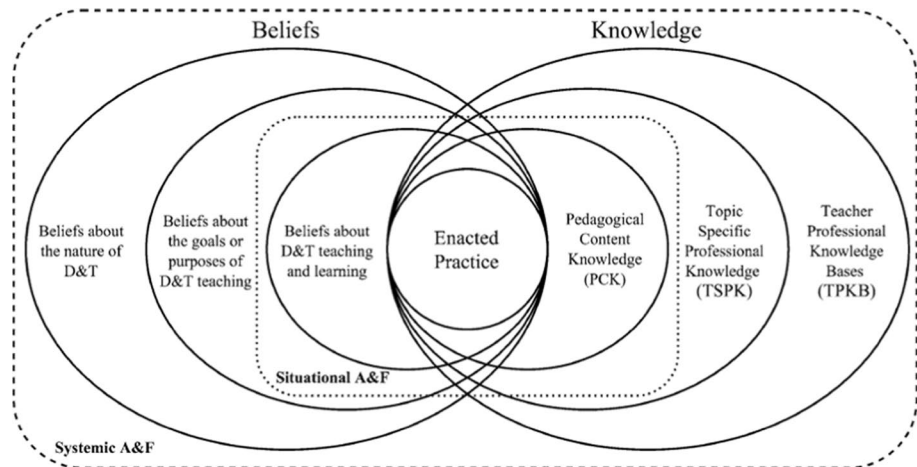 Beliefs
Knowledge
Beliefs about
the nature of
D&T
Beliefs about
the goals or
purposes of
D&T teaching
Beliefs about
D&T teaching
and learning
Enacted
Practice
Pedagogical
Content
Knowledge
(PCK)
Topic
Specific
Professional
Knowledge
(TSPK)
Teacher
Professional
Knowledge
Bases
(TPKB)
Situational A&F
Systemic A&F